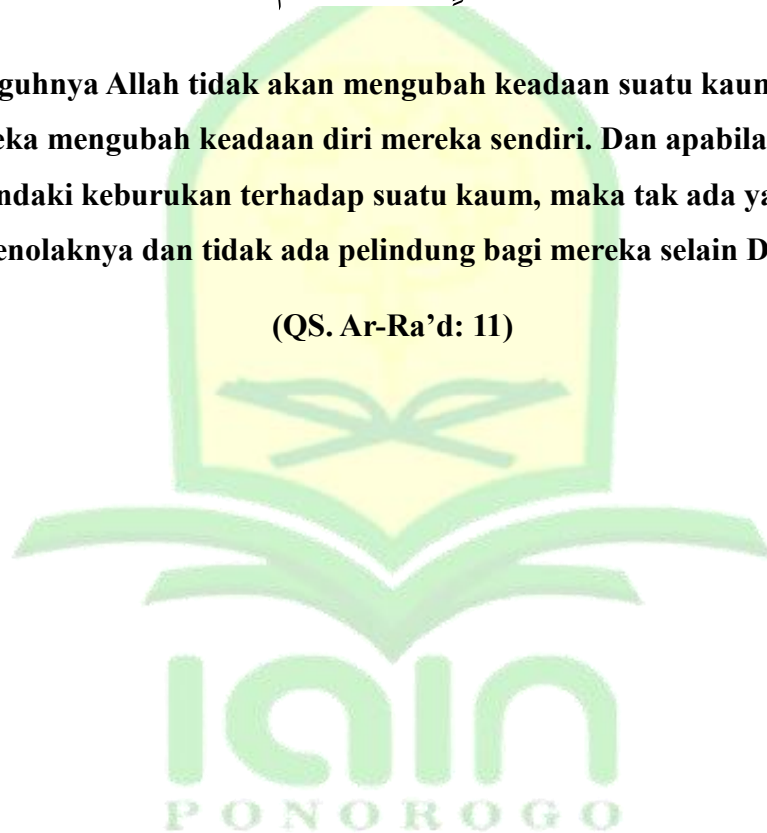 guhnya Allah tidak akan mengubah keadaan suatu kaum
eka mengubah keadaan diri mereka sendiri. Dan apabila
ndaki keburukan terhadap suatu kaum, maka tak ada ya
enolaknya dan tidak ada pelindung bagi mereka selain D
(QS. Ar-Ra’d: 11)
iain
PONOROGO